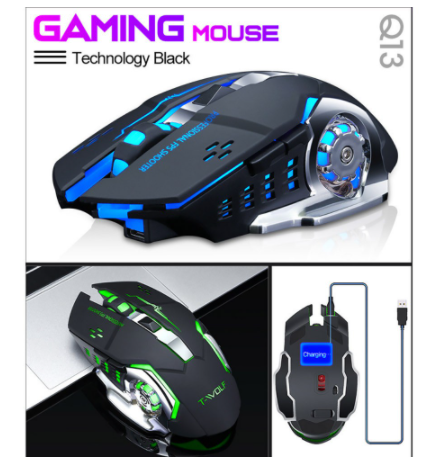 GAMING MOUSE
Technology Black
Q13
PROFESSIONAL FPS SHOOTER
T-WOLF
Charging